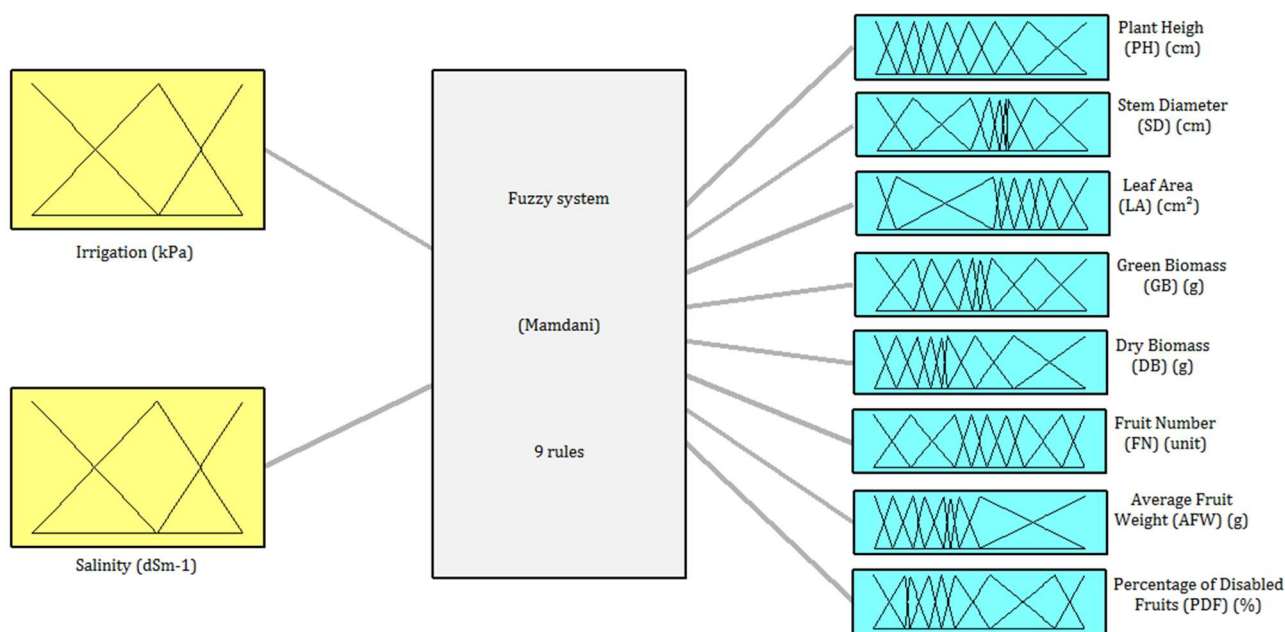 Irrigation (kPa)
Salinity (dSm-1)
Fuzzy system
(Mamdani)
9 rules
Plant Heigh
(PH) (cm)
Stem Diameter
(SD) (cm)
Leaf Area
(LA) (cm²)
Green Biomass
(GB) (g)
Dry Biomass
(DB) (g)
Fruit Number
(FN) (unit)
Average Fruit
Weight (AFW) (g)
Percentage of Disabled
Fruits (PDF) (%)